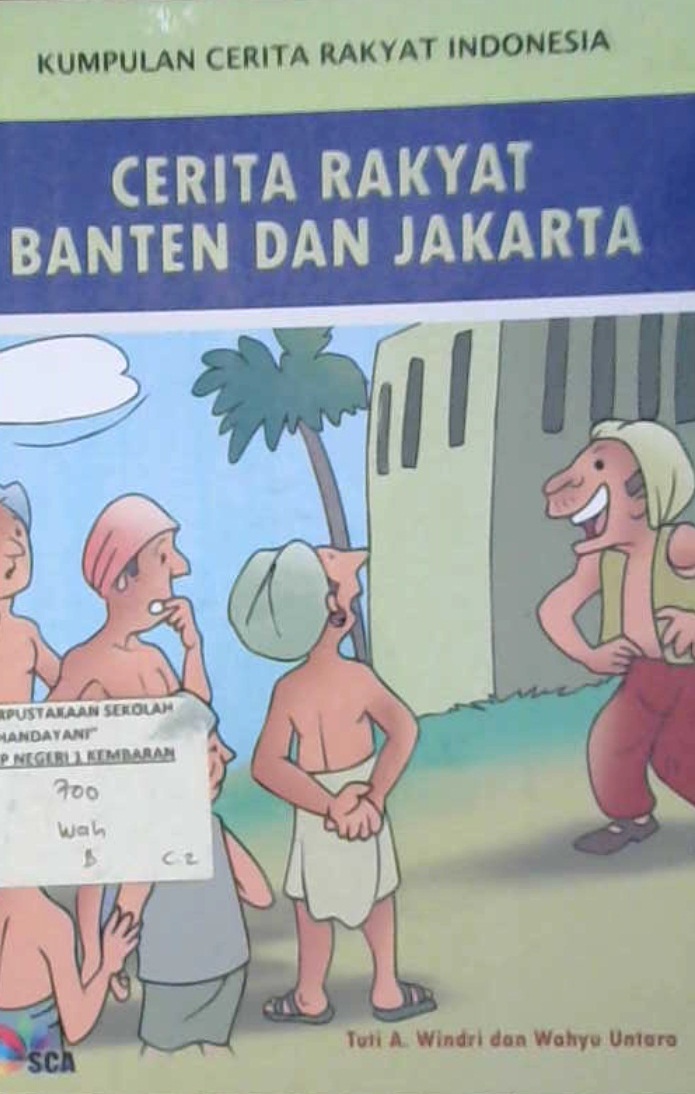 KUMPULAN CERITA RAKYAT INDONESIA
CERITA RAKYAT
BANTEN DAN JAKARTA
RPUSTAKAAN SEKOLAH
HANDAYANI"
P NEGERI 1 KEMBARAN
700
Wah
B C.2
Tuti A. Windri dan Wahyu Untara
SCA